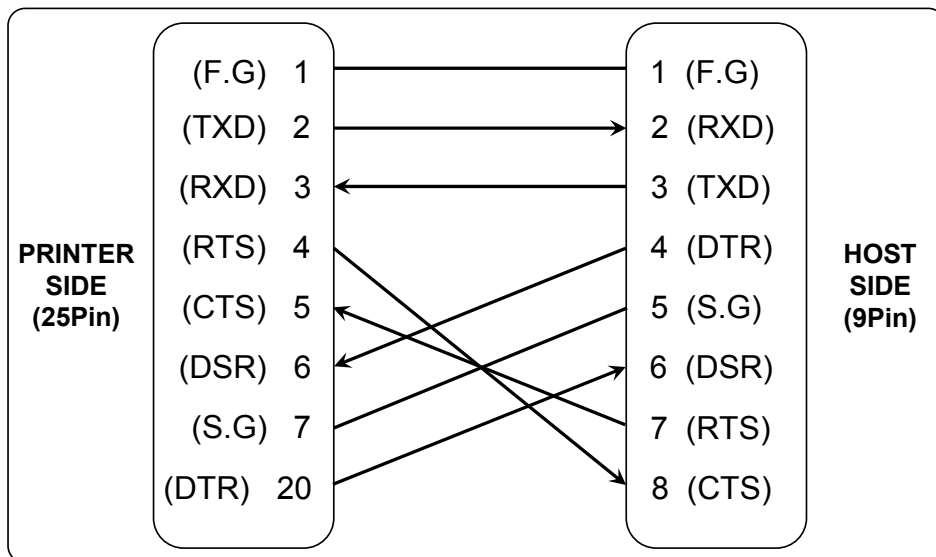 (F.G) 1 1 (F.G)
(TXD) 2 2 (RXD)
(RXD) 3 3 (TXD)
(RTS) 4 4 (DTR)
PRINTER
SIDE
(25Pin)
HOST
SIDE
(9Pin)
(CTS) 5 5 (S.G)
(DSR) 6 6 (DSR)
(S.G) 7 7 (RTS)
(DTR) 20 8 (CTS)